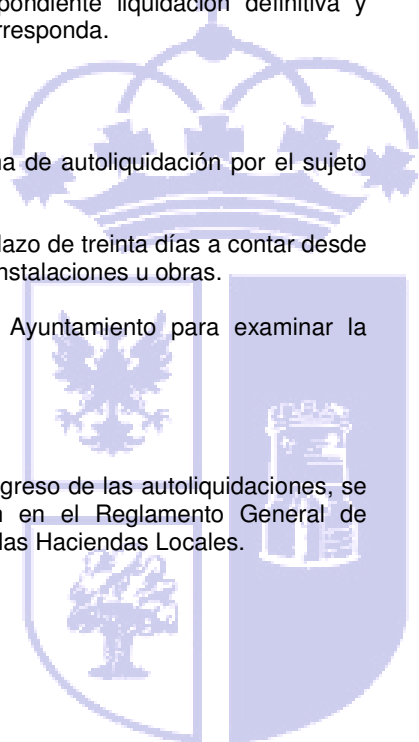 pondiente liquidación definitiva y
rresponda.
na de autoliquidación por el sujeto
lazo de treinta días a contar desde
nstalaciones u obras.
Ayuntamiento para examinar la
greso de las autoliquidaciones, se
n en el Reglamento General de
las Haciendas Locales.